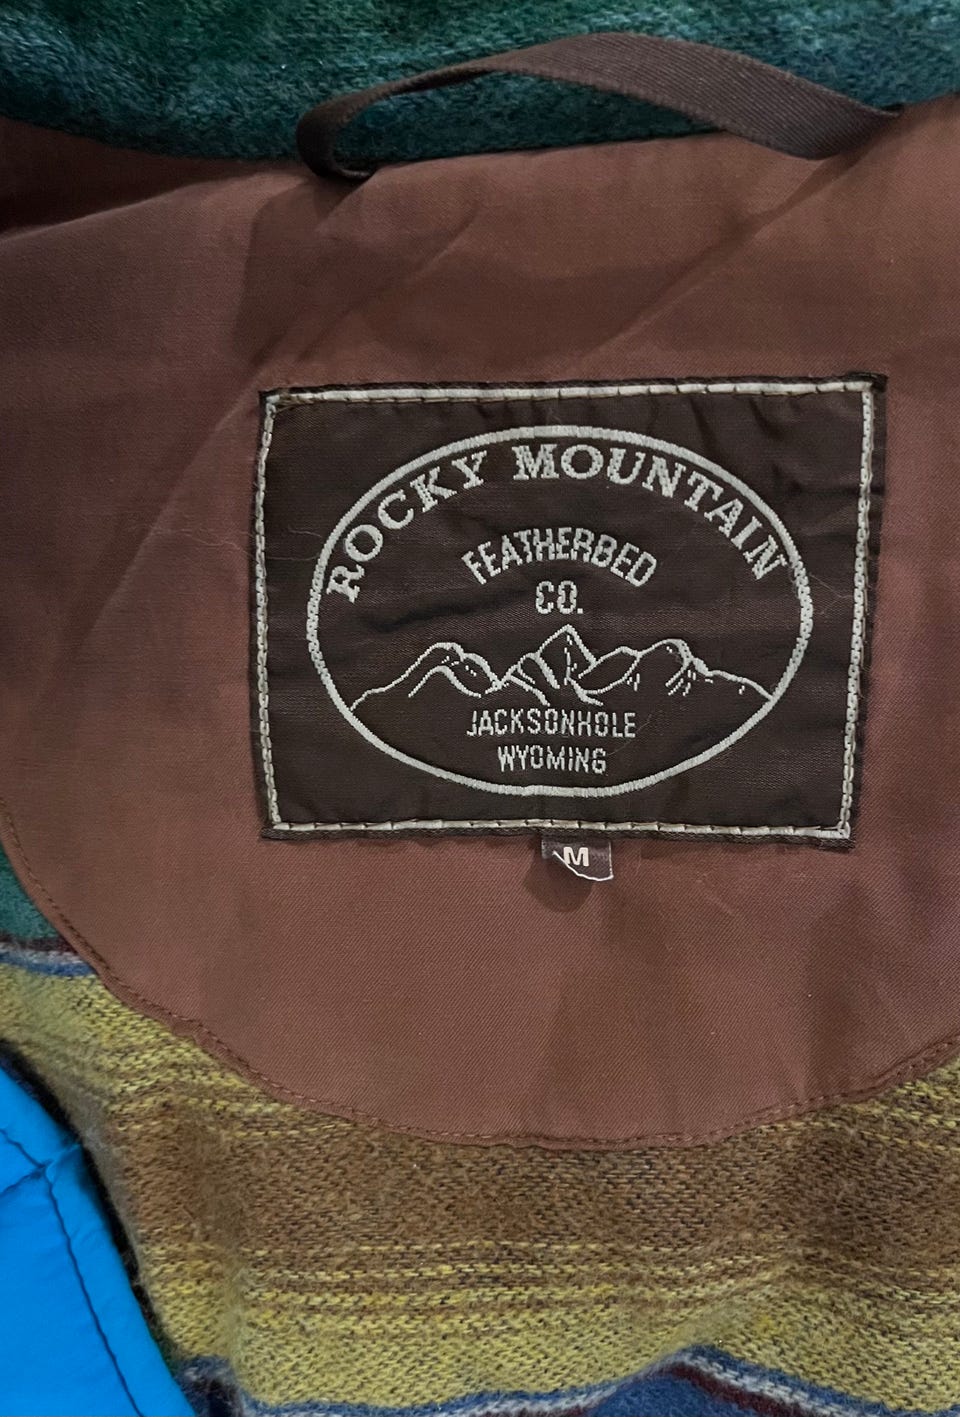 ROCKY MOUNTAIN
FEATHERBED
CO.
JACKSONHOLE
WYOMING
M